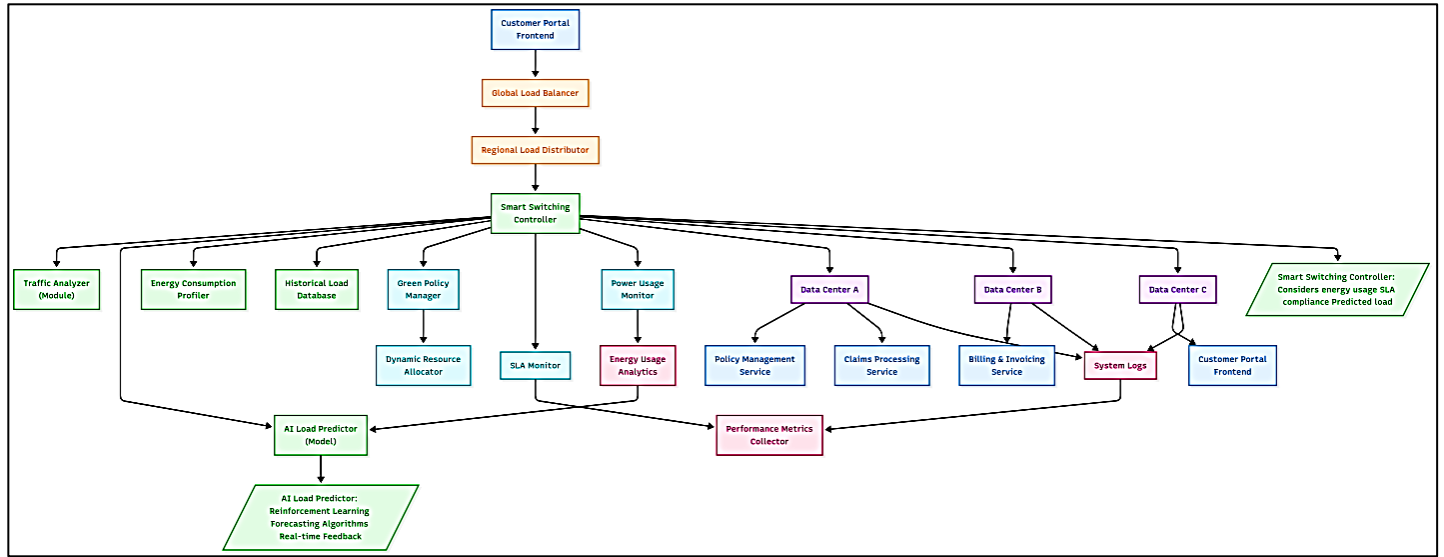 Customer Portal
Frontend
Global Load Balancer
Regional Load Distributor
Smart Switching
Controller
Traffic Analyzer
(Module)
Energy Consumption
Profiler
Historical Load
Database
Green Policy
Manager
Power Usage
Monitor
Data Center A
Data Center B
Data Center C
Smart Switching Controller:
Considers energy usage SLA
compliance Predicted load
Dynamic Resource
Allocator
SLA Monitor
Energy Usage
Analytics
Policy Management
Service
Claims Processing
Service
Billing & Invoicing
Service
System Logs
Customer Portal
Frontend
AI Load Predictor
(Model)
Performance Metrics
Collector
AI Load Predictor:
Reinforcement Learning
Forecasting Algorithms
Real-time Feedback